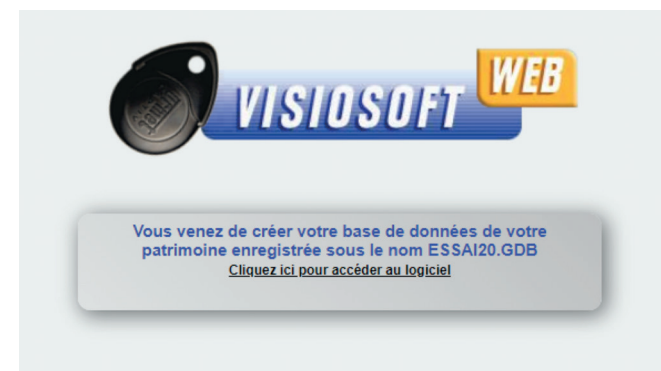 VISIOSOFT WEB
Vous venez de créer votre base de données de votre
patrimoine enregistrée sous le nom ESSAI20.GDB
Cliquez ici pour accéder au logiciel